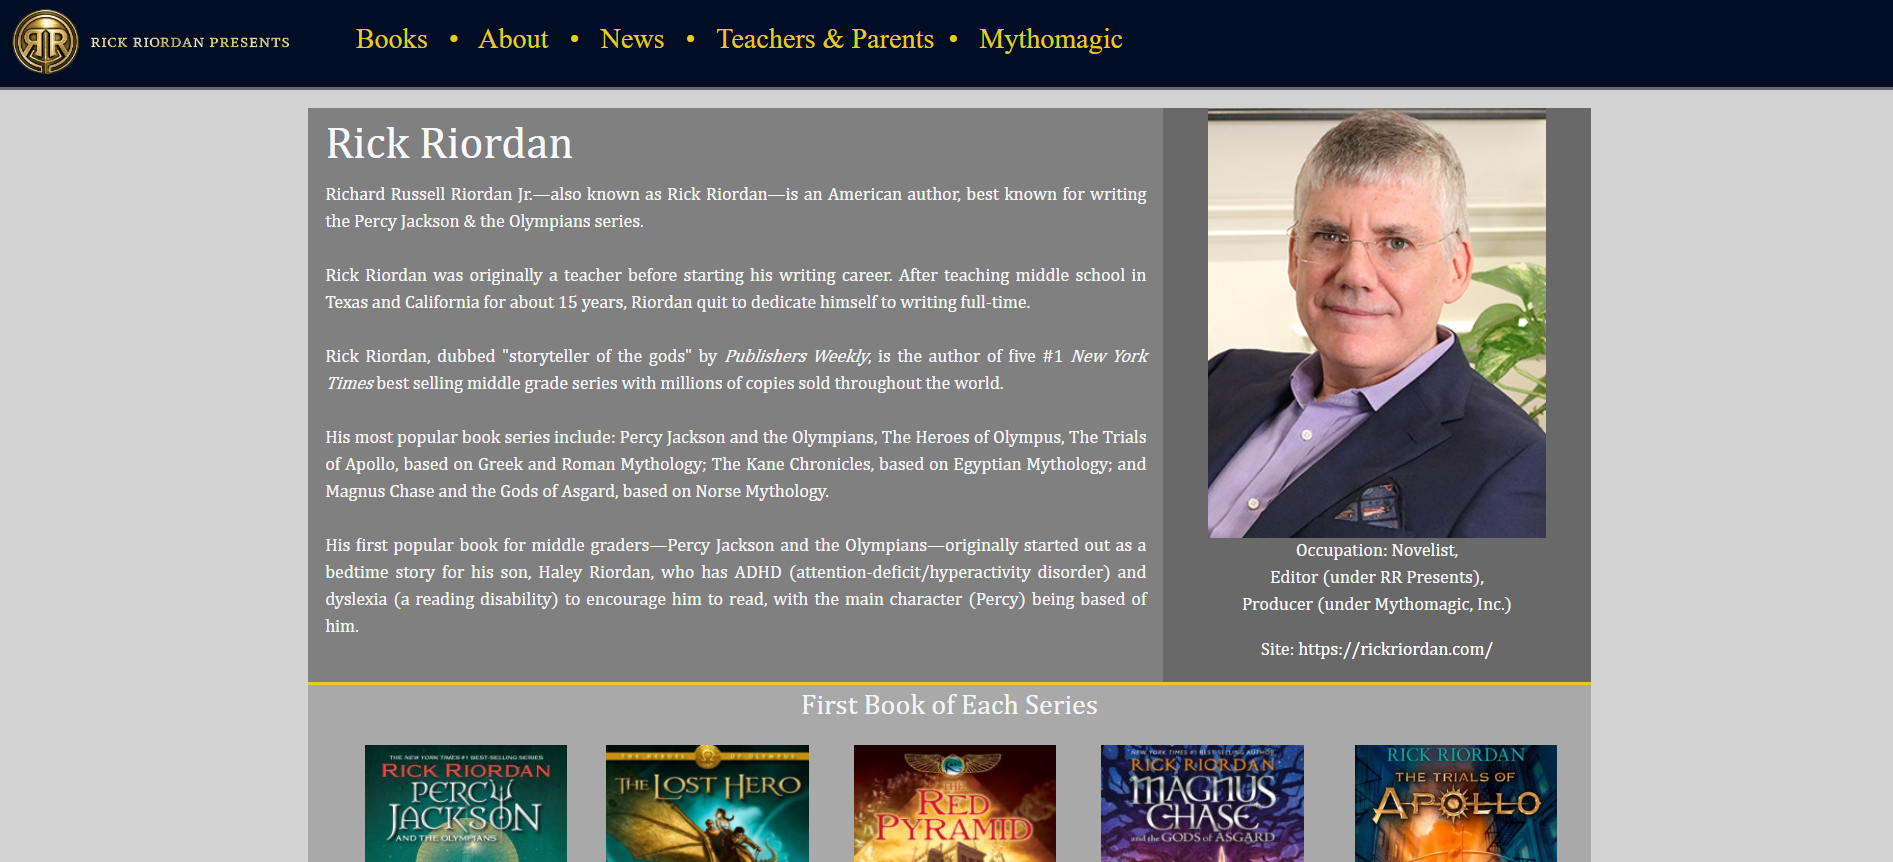 RICK RIORDAN PRESENTS
Books • About • News • Teachers & Parents • Mythomagic
Rick Riordan
Richard Russell Riordan Jr.—also known as Rick Riordan—is an American author, best known for writing
the Percy Jackson & the Olympians series.
Rick Riordan was originally a teacher before starting his writing career. After teaching middle school in
Texas and California for about 15 years, Riordan quit to dedicate himself to writing full-time.
Rick Riordan, dubbed "storyteller of the gods" by Publishers Weekly, is the author of five #1 New York
Times best selling middle grade series with millions of copies sold throughout the world.
His most popular book series include: Percy Jackson and the Olympians, The Heroes of Olympus, The Trials
of Apollo, based on Greek and Roman Mythology; The Kane Chronicles, based on Egyptian Mythology; and
Magnus Chase and the Gods of Asgard, based on Norse Mythology.
His first popular book for middle graders—Percy Jackson and the Olympians—originally started out as a
bedtime story for his son, Haley Riordan, who has ADHD (attention-deficit/hyperactivity disorder) and
dyslexia (a reading disability) to encourage him to read, with the main character (Percy) being based of
him.
Occupation: Novelist,
Editor (under RR Presents),
Producer (under Mythomagic, Inc.)
Site: https://rickriordan.com/
First Book of Each Series
THE NEW YORK TIMES #1 BEST-SELLING SERIES
RICK RIORDAN
PERCY
JACKSON
AND THE OLYMPIANS
THE HEROES OF OLYMPUS
THE LOST HERO
THE
RED
PYRAMID
NEW YORK TIMES #1 BEST-SELLING AUTHOR
RICK RIORDAN
MAGNUS
CHASE
and the GODS of ASGARD
RICK RIORDAN
THE TRIALS OF
APOLLO